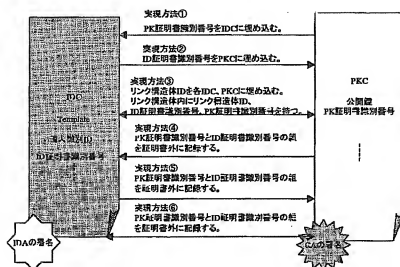 実現方法①
PK証明書識別番号をIDCに埋め込む。
実現方法②
ID証明書識別番号をPKCに埋め込む。
実現方法③
リンク構造体IDを各IDC、PKCに埋め込む。
リンク構造体内にリンク構造体ID、
ID証明書識別番号、PK証明書識別番号を持つ。
実現方法④
PK証明書識別番号とID証明書識別番号の組
を証明書外に記録する。
実現方法⑤
PK証明書識別番号とID証明書識別番号の組
を証明書外に記録する。
実現方法⑥
PK証明書識別番号とID証明書識別番号の組
を証明書外に記録する。
IDC
Template
個人識別ID
ID証明書識別番号
IDAの署名
PKC
公開鍵
PK証明書識別番号
CAの署名